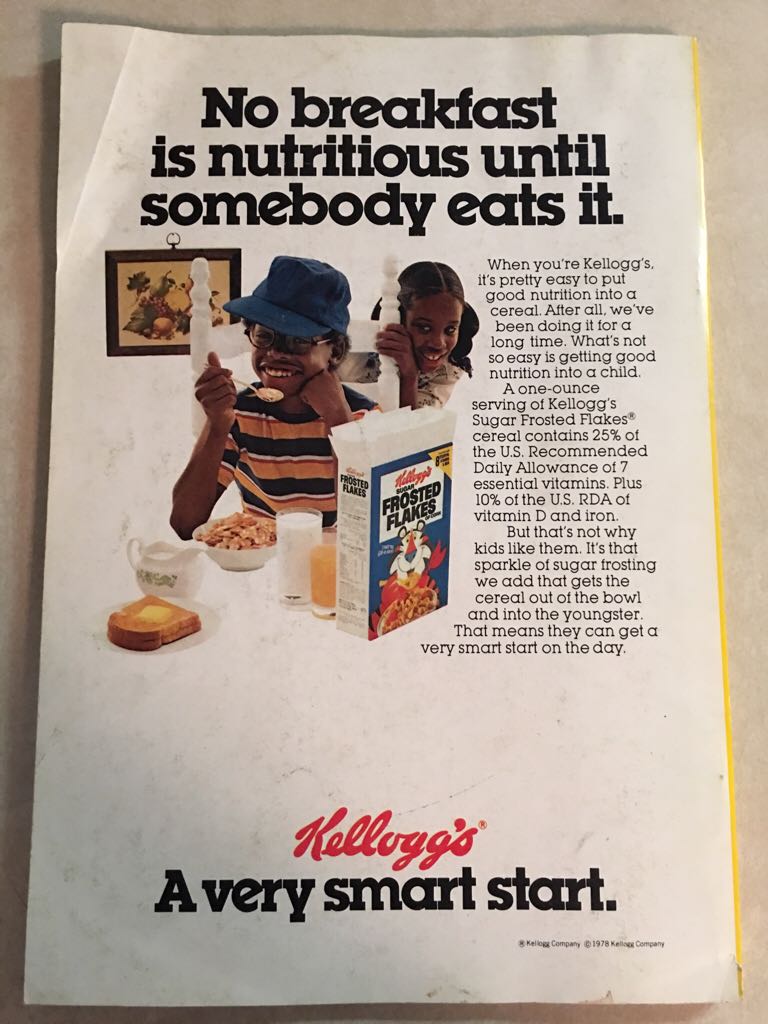 No breakfast
is nutritious until
somebody eats it.
When you're Kellogg's,
it's pretty easy to put
good nutrition into a
cereal. After all, we've
been doing it for a
long time. What's not
so easy is getting good
nutrition into a child.
A one-ounce
serving of Kellogg's
Sugar Frosted Flakes®
cereal contains 25% of
the U.S. Recommended
Daily Allowance of 7
essential vitamins. Plus
10% of the U.S. RDA of
vitamin D and iron.
But that's not why
kids like them. It's that
sparkle of sugar frosting
we add that gets the
cereal out of the bowl
and into the youngster.
That means they can get a
very smart start on the day.
FROSTED
FLAKES
Kellogg's
SUGAR
FROSTED
FLAKES
Kellogg's®
A very smart start.
® Kellogg Company © 1978 Kellogg Company